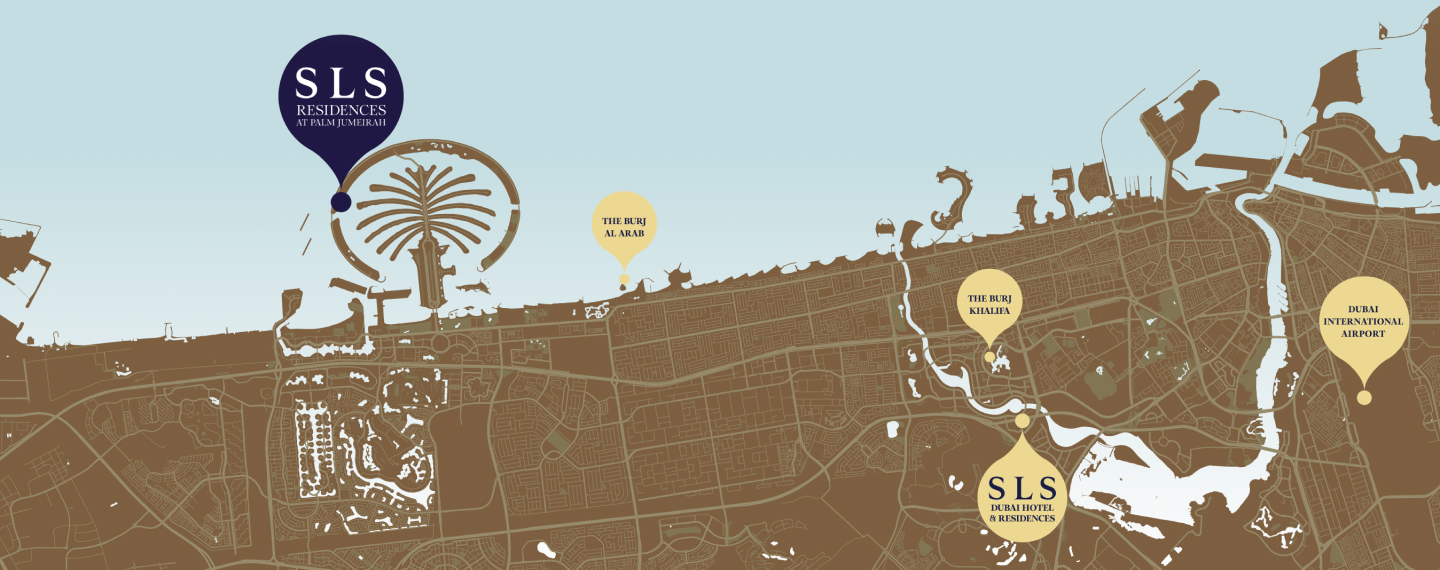 SLS
RESIDENCES
AT PALM JUMEIRAH
THE BURJ
AL ARAB
THE BURJ
KHALIFA
DUBAI
INTERNATIONAL
AIRPORT
SLS
DUBAI HOTEL
& RESIDENCES